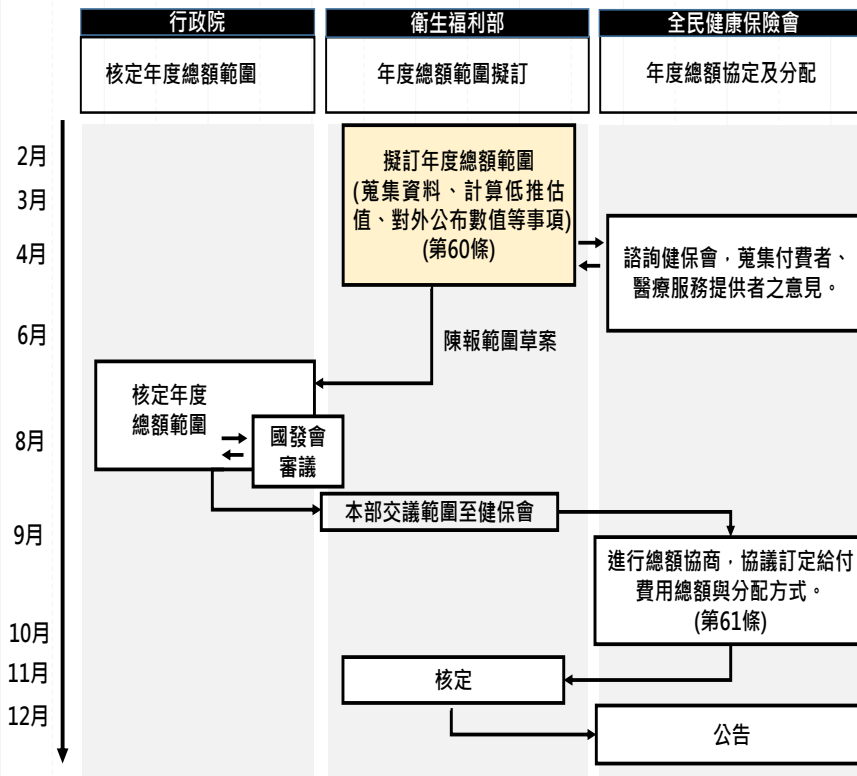 行政院
衛生福利部
全民健康保險會
核定年度總額範圍
年度總額範圍擬訂
年度總額協定及分配
2月
3月
4月
6月
8月
9月
10月
11月
12月
擬訂年度總額範圍
(蒐集資料、計算低推估
值、對外公布數值等事項)
(第60條)
諮詢健保會，蒐集付費者、
醫療服務提供者之意見。
陳報範圍草案
核定年度
總額範圍
國發會
審議
本部交議範圍至健保會
進行總額協商，協議訂定給付
費用總額與分配方式。
(第61條)
核定
公告